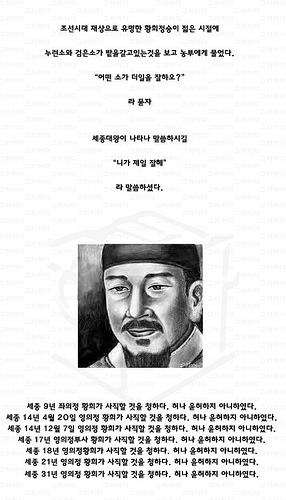 조선시대 재상으로 유명한 황희정승이 젊은 시절에
누런소와 검은소가 밭을갈고있는것을 보고 농부에게 물었다.
“어떤 소가 더일을 잘하오?”
라 묻자
세종대왕이 나타나 말씀하시길
“니가 제일 잘해”
라 말씀하셨다.
세종 9년 좌의정 황희가 사직할 것을 청하다. 허나 윤허하지 아니하였다.
세종 14년 4월 20일 영의정 황희가 사직할 것을 청하다. 허나 윤허하지 아니하였다.
세종 14년 12월 7일 영의정 황희가 사직할 것을 청하다. 허나 윤허하지 아니하였다.
세종 17년 영의정부사 황희가 사직할 것을 청하다. 허나 윤허하지 아니하였다.
세종 18년 영의정황희가 사직할 것을 청하다. 허나 윤허하지 아니하였다.
세종 21년 영의정 황희가 사직할 것을 청하다. 허나 윤허하지 아니하였다.
세종 31년 영의정 황희가 사직할 것을 청하다. 허나 윤허하지 아니하였다.